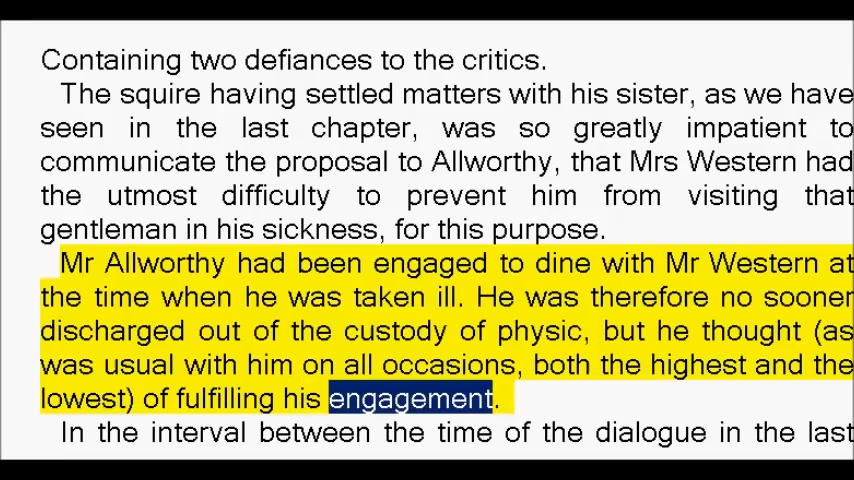 Containing two defiances to the critics.
The squire having settled matters with his sister, as we have
seen in the last chapter, was so greatly impatient to
communicate the proposal to Allworthy, that Mrs Western had
the utmost difficulty to prevent him from visiting that
gentleman in his sickness, for this purpose.
Mr Allworthy had been engaged to dine with Mr Western at
the time when he was taken ill. He was therefore no sooner
discharged out of the custody of physic, but he thought (as
was usual with him on all occasions, both the highest and the
lowest) of fulfilling his engagement.
In the interval between the time of the dialogue in the last